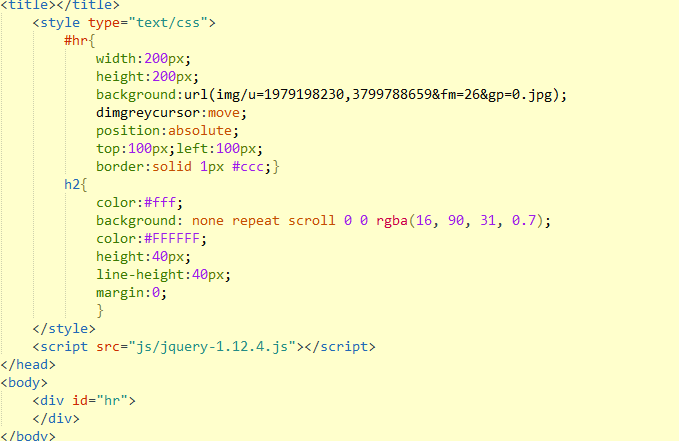 <title></title>
<style type="text/css">
#hr{
width:200px;
height:200px;
background:url(img/u=1979198230,3799788659&fm=26&gp=0.jpg);
dimgreycursor:move;
position:absolute;
top:100px;left:100px;
border:solid 1px #ccc;}
h2{
color:#fff;
background: none repeat scroll 0 0 rgba(16, 90, 31, 0.7);
color:#FFFFFF;
height:40px;
line-height:40px;
margin:0;
}
</style>
<script src="js/jquery-1.12.4.js"></script>
</head>
<body>
<div id="hr">
</div>
</body>